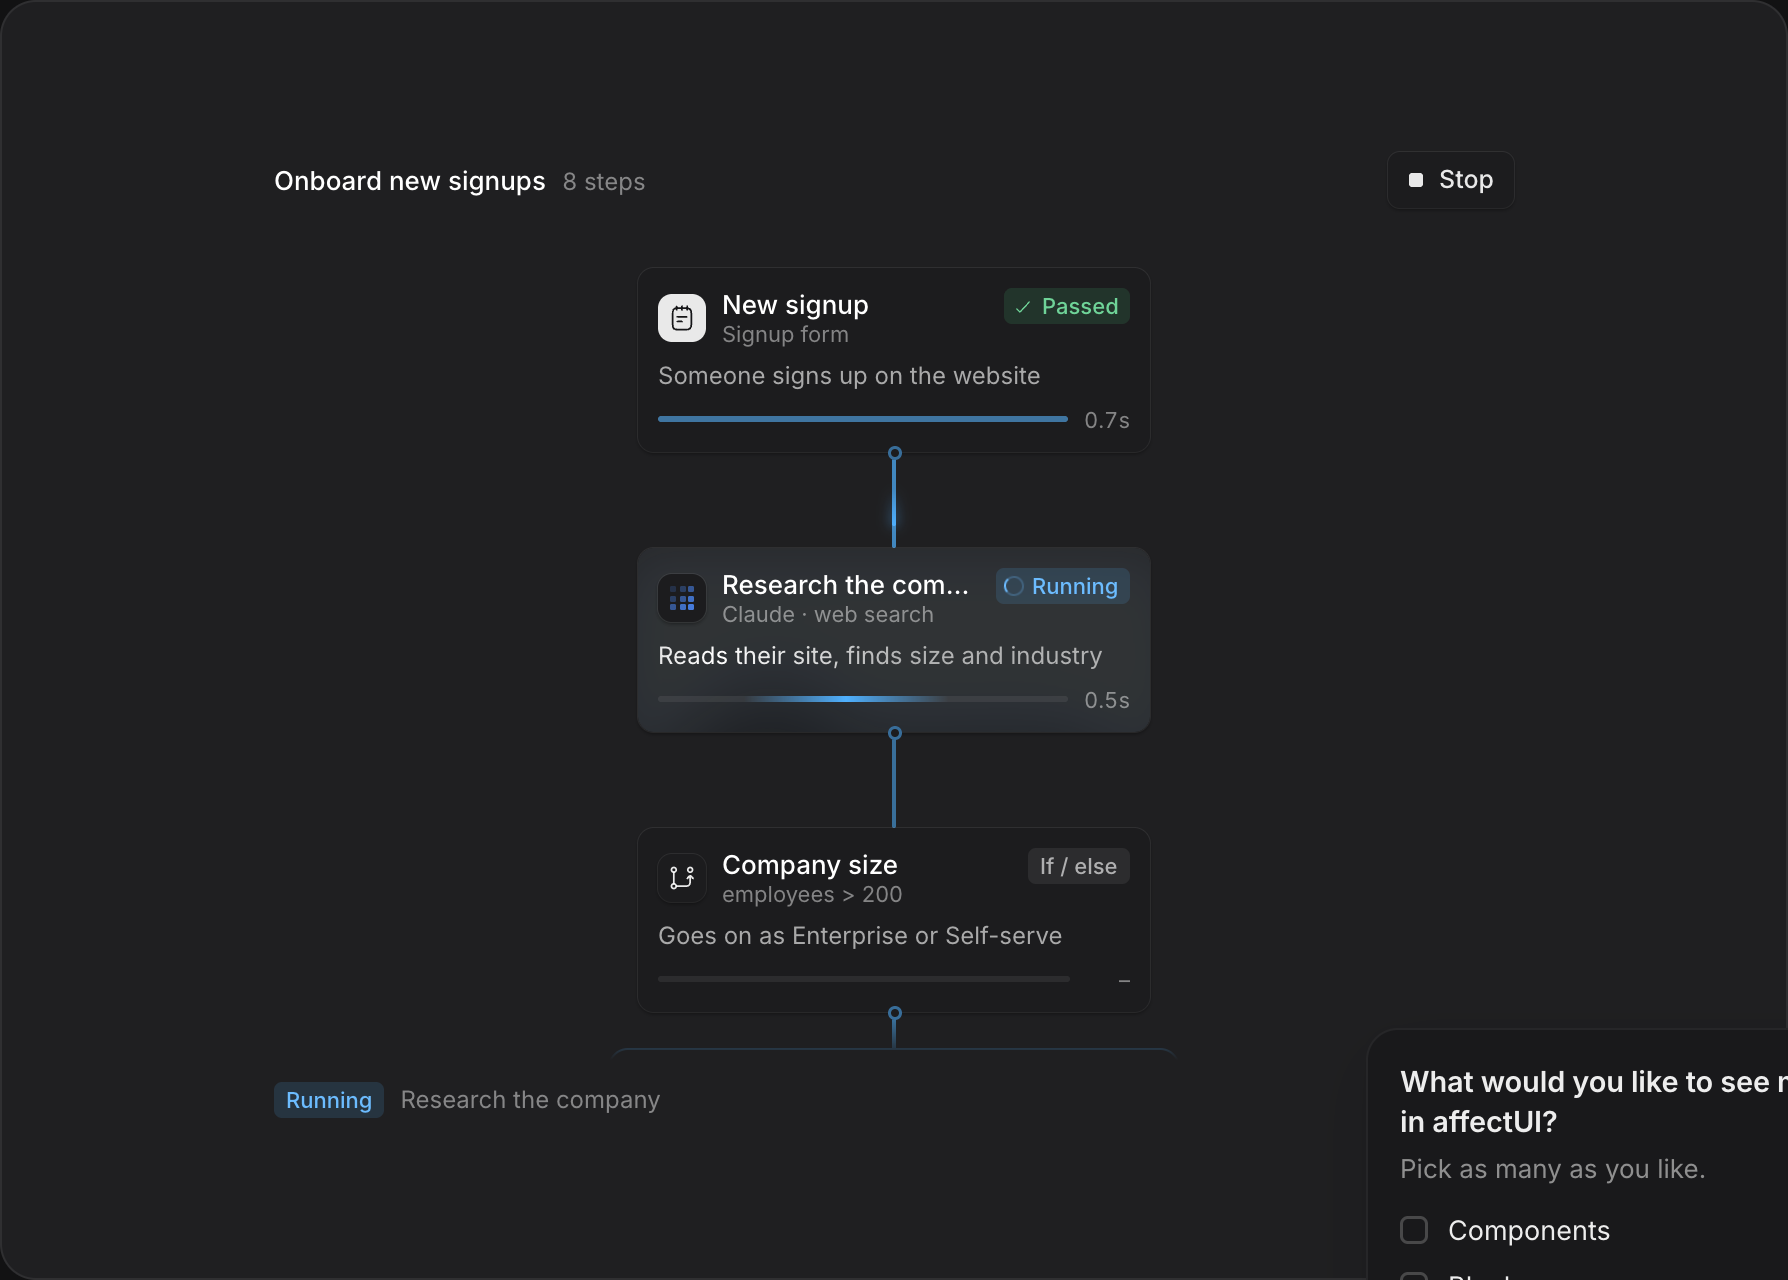 Onboard new signups 8 steps
Stop
New signup
Passed
Signup form
Someone signs up on the website
0.7s
Research the com...
Running
Claude · web search
Reads their site, finds size and industry
0.5s
Company size
If / else
employees > 200
Goes on as Enterprise or Self-serve
–
Running Research the company
What would you like to see
in affectUI?
Pick as many as you like.
Components